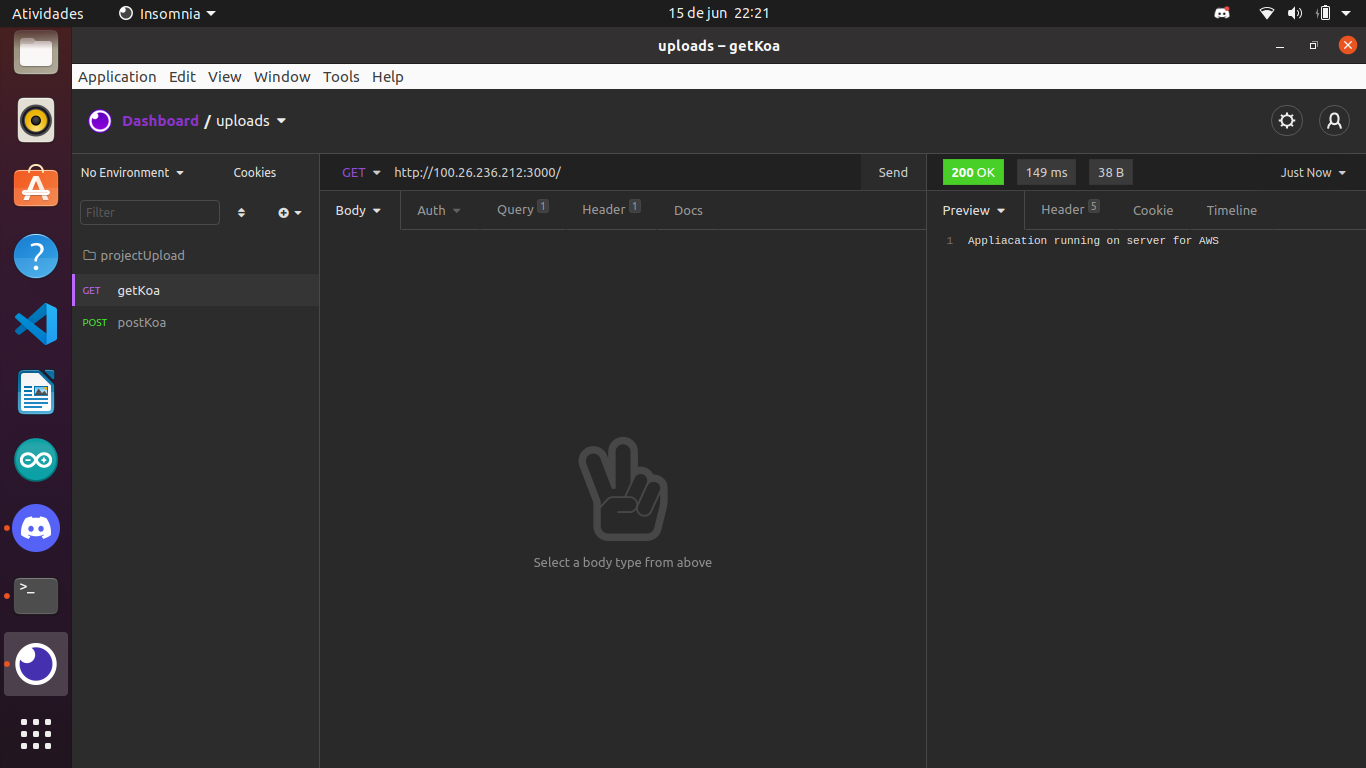 Atividades
Insomnia
15 de jun 22:21
uploads – getKoa
Application Edit View Window Tools Help
Dashboard / uploads
No Environment
Cookies
GET
http://100.26.236.212:3000/
Send
200 OK
149 ms
38 B
Just Now
Filter
Body
Auth
Query 1
Header 1
Docs
Preview
Header 5
Cookie
Timeline
projectUpload
GET getKoa
POST postKoa
1 Appliacation running on server for AWS
Select a body type from above
>_
?